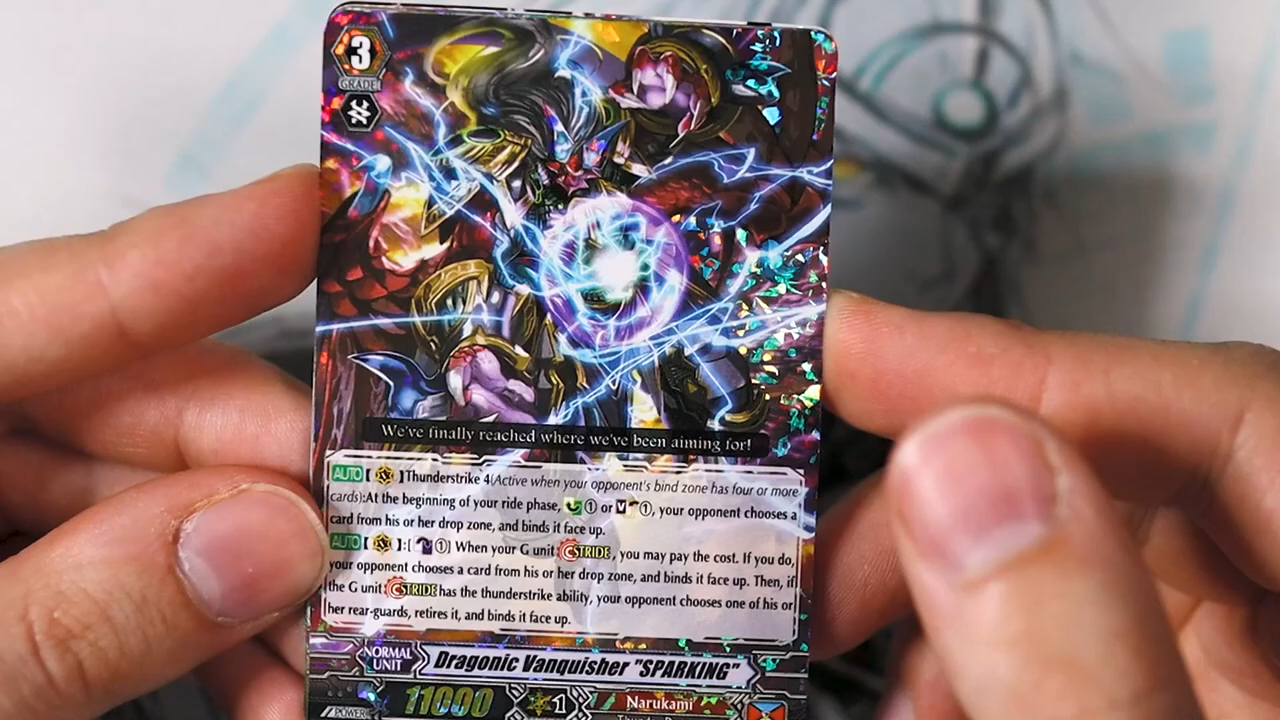 3
GRADE
We've finally reached where we've been aiming for!
AUTO【 】Thunderstrike 4(Active when your opponent's bind zone has four or more
cards):At the beginning of your ride phase, ① or V ①, your opponent chooses a
card from his or her drop zone, and binds it face up.
AUTO【 】:[ ①] When your G unit STRIDE , you may pay the cost. If you do,
your opponent chooses a card from his or her drop zone, and binds it face up. Then, if
the G unit STRIDE has the thunderstrike ability, your opponent chooses one of his or
her rear-guards, retires it, and binds it face up.
NORMAL
UNIT
Dragonic Vanquisher "SPARKING"
POWER 11000 1 Narukami
Thunder